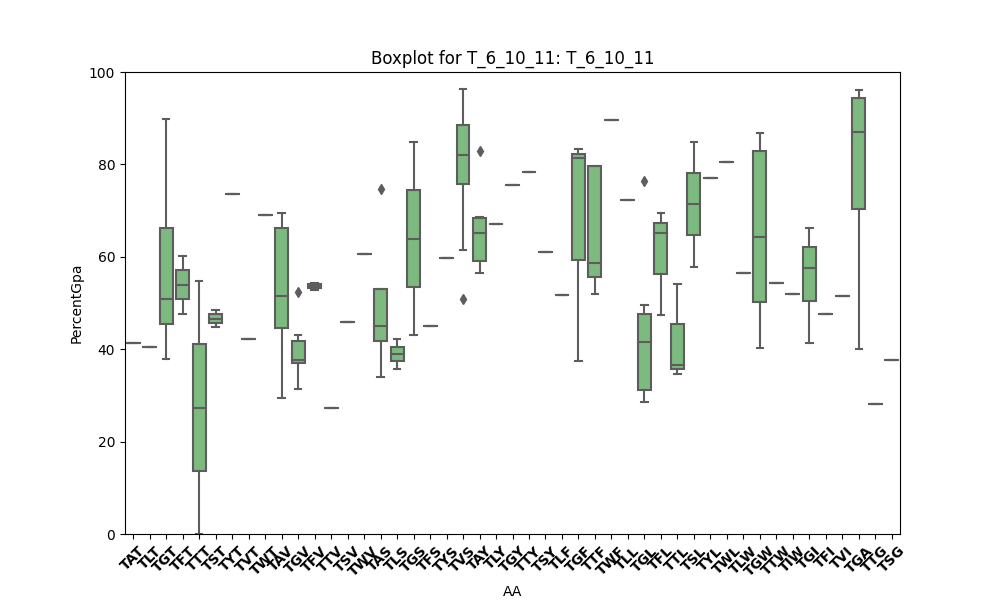 Boxplot for T_6_10_11: T_6_10_11
PercentGpa
100
80
60
40
20
0
TAT TLT TGT TFT TTT TST TYT TVT TWT TAV TGV TFV TTV TSV TWV TAS TLS TGS TFS TYS TVS TAY TLY TGY TTY TSY TLF TGF TTF TWF TLL TGL TFL TTL TSL TYL TWL TLW TGW TTW TIW TGI TFI TVI TGA TTG TSG
AA